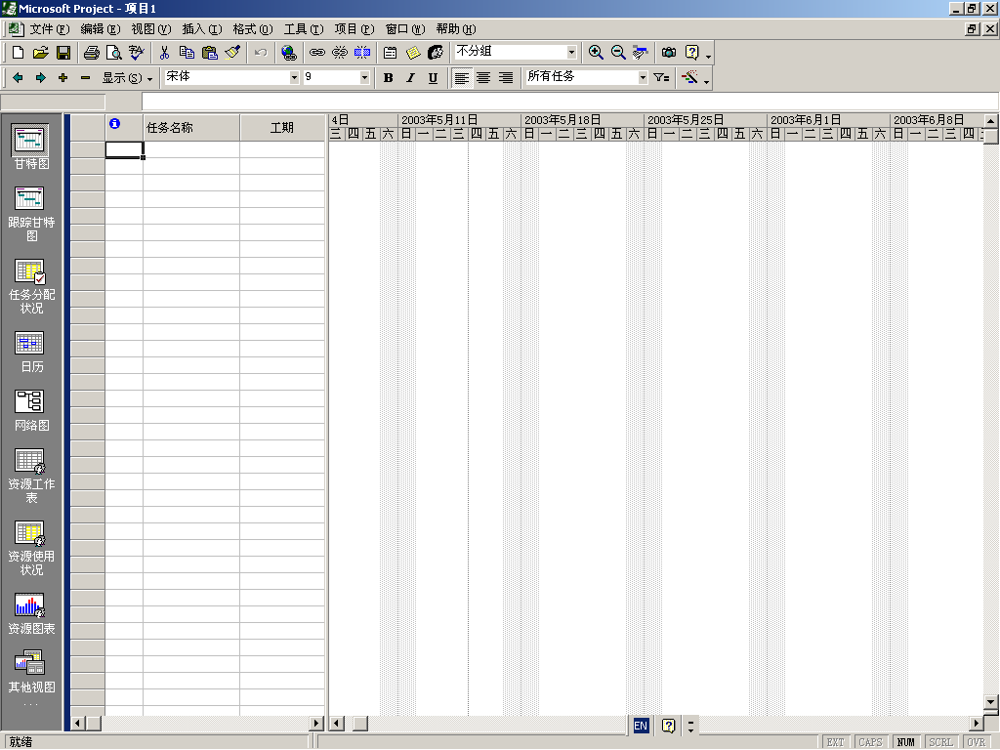 Microsoft Project - 项目1
文件(F) 编辑(E) 视图(V) 插入(I) 格式(O) 工具(T) 项目(P) 窗口(W) 帮助(H)
不分组
显示(S) 宋体 9 B I U 所有任务
任务名称 工期
4日 2003年5月11日 2003年5月18日 2003年5月25日 2003年6月1日 2003年6月8日
三 四 五 六 日 一 二 三 四 五 六 日 一 二 三 四 五 六 日 一 二 三 四 五 六 日 一 二 三 四 五 六 日 一 二 三 四
甘特图
跟踪甘特
图
任务分配
状况
日历
网络图
资源工作
表
资源使用
状况
资源图表
其他视图
...
EN
就绪 EXT CAPS NUM SCRL OVR